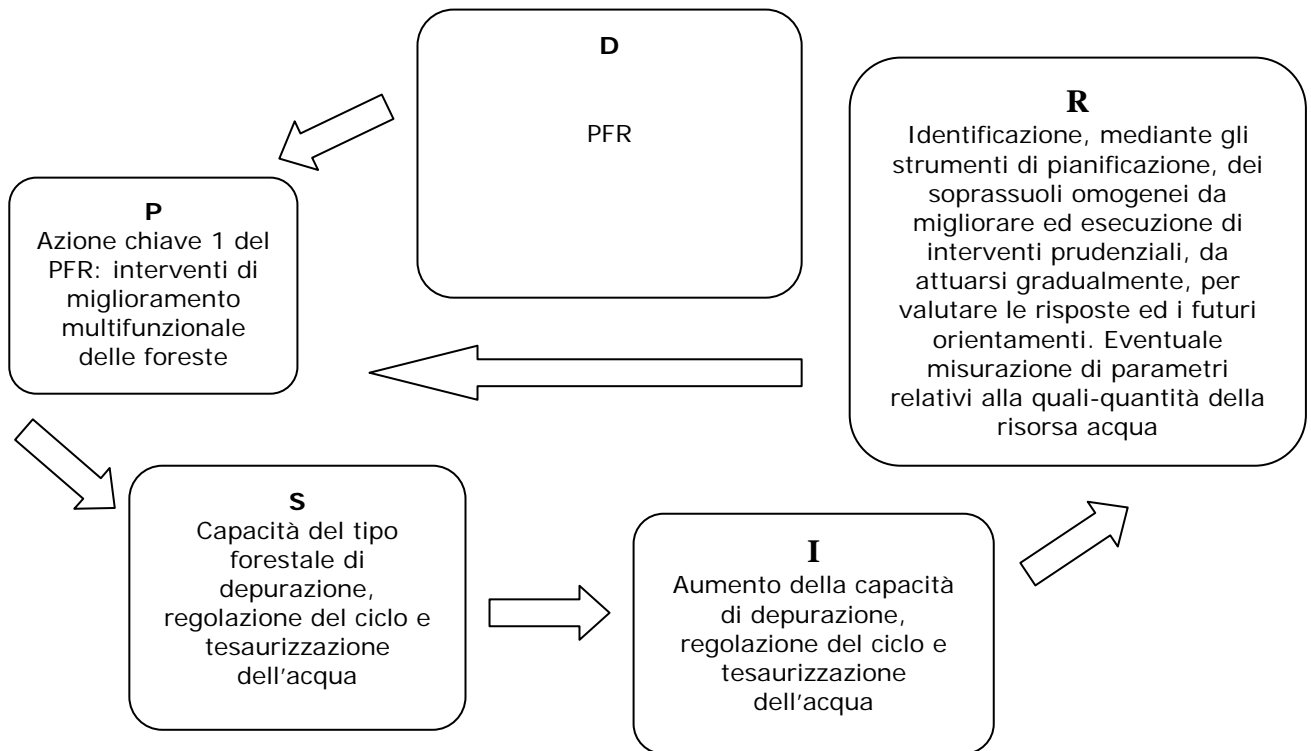 D
PFR
P
Azione chiave 1 del
PFR: interventi di
miglioramento
multifunzionale
delle foreste
S
Capacità del tipo
forestale di
depurazione,
regolazione del ciclo e
tesaurizzazione
dell'acqua
I
Aumento della capacità
di depurazione,
regolazione del ciclo e
tesaurizzazione
dell'acqua
R
Identificazione, mediante gli
strumenti di pianificazione, dei
soprassuoli omogenei da
migliorare ed esecuzione di
interventi prudenziali, da
attuarsi gradualmente, per
valutare le risposte ed i futuri
orientamenti. Eventuale
misurazione di parametri
relativi alla quali-quantità della
risorsa acqua